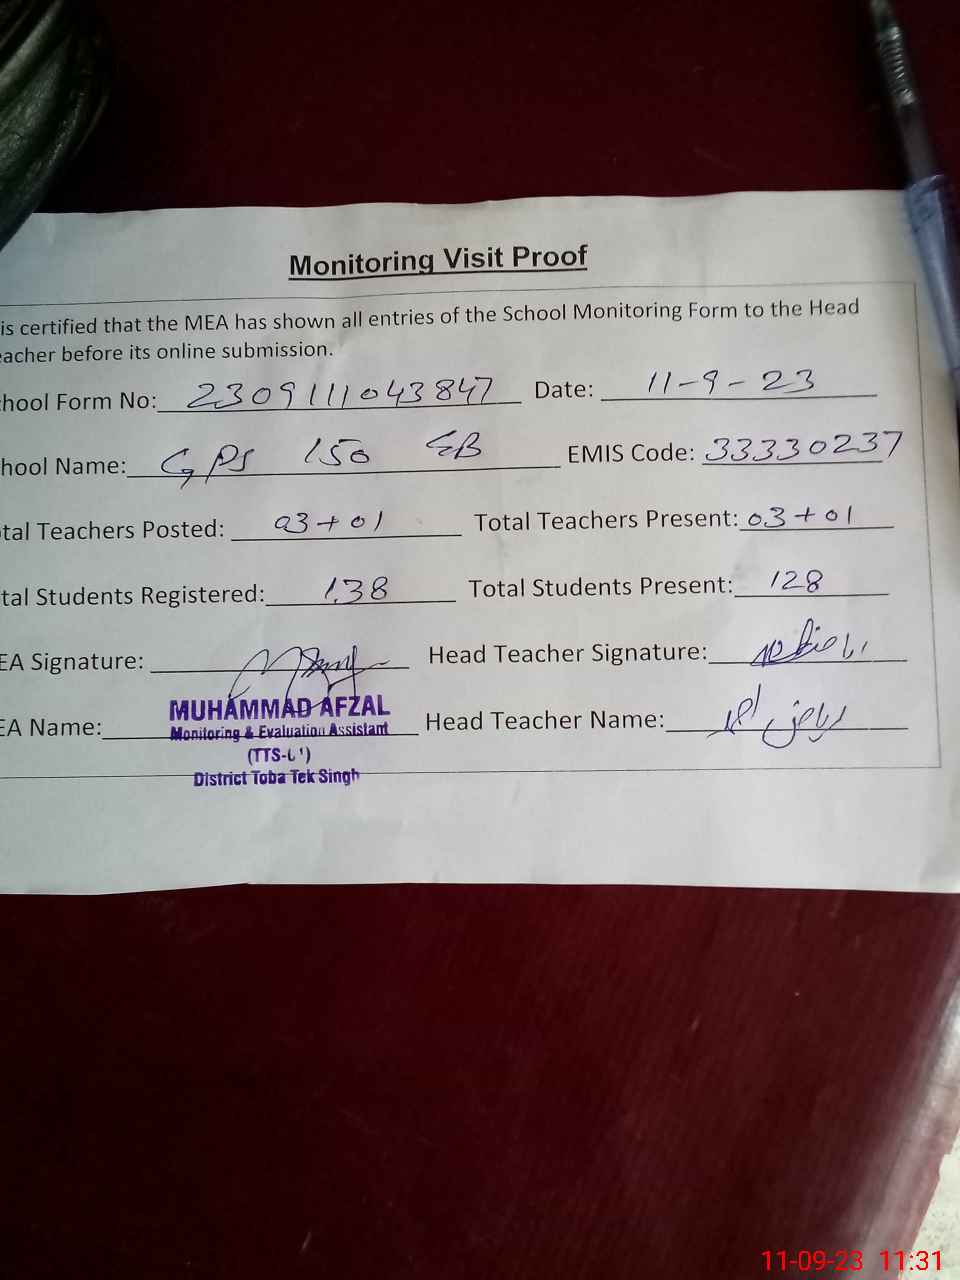 Monitoring Visit Proof
is certified that the MEA has shown all entries of the School Monitoring Form to the Head
eacher before its online submission.
chool Form No: 2309111043847 Date: 11-9-23
hool Name: GPS 150 EB EMIS Code: 33330237
tal Teachers Posted: 03+01 Total Teachers Present: 03+01
tal Students Registered: 138 Total Students Present: 128
EA Signature: Head Teacher Signature:
EA Name: MUHAMMAD AFZAL Head Teacher Name: ریاض احمد
Monitoring & Evaluation Assistant
District Toba Tek Singh
11-09-23 11:31